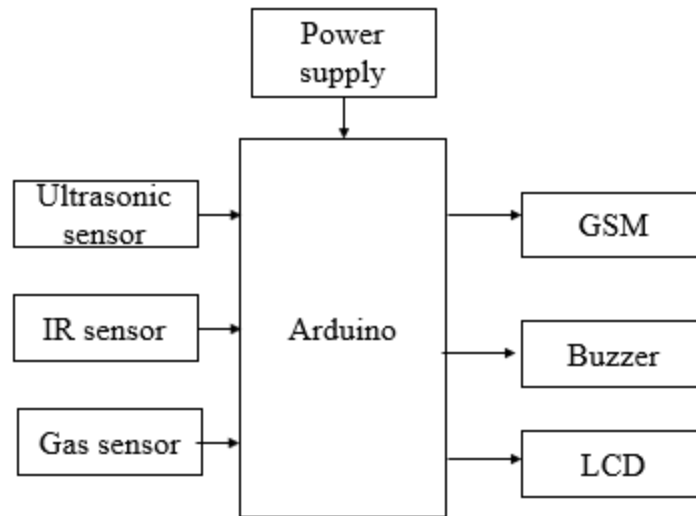 Power
supply
Ultrasonic
sensor
IR sensor
Gas sensor
Arduino
GSM
Buzzer
LCD